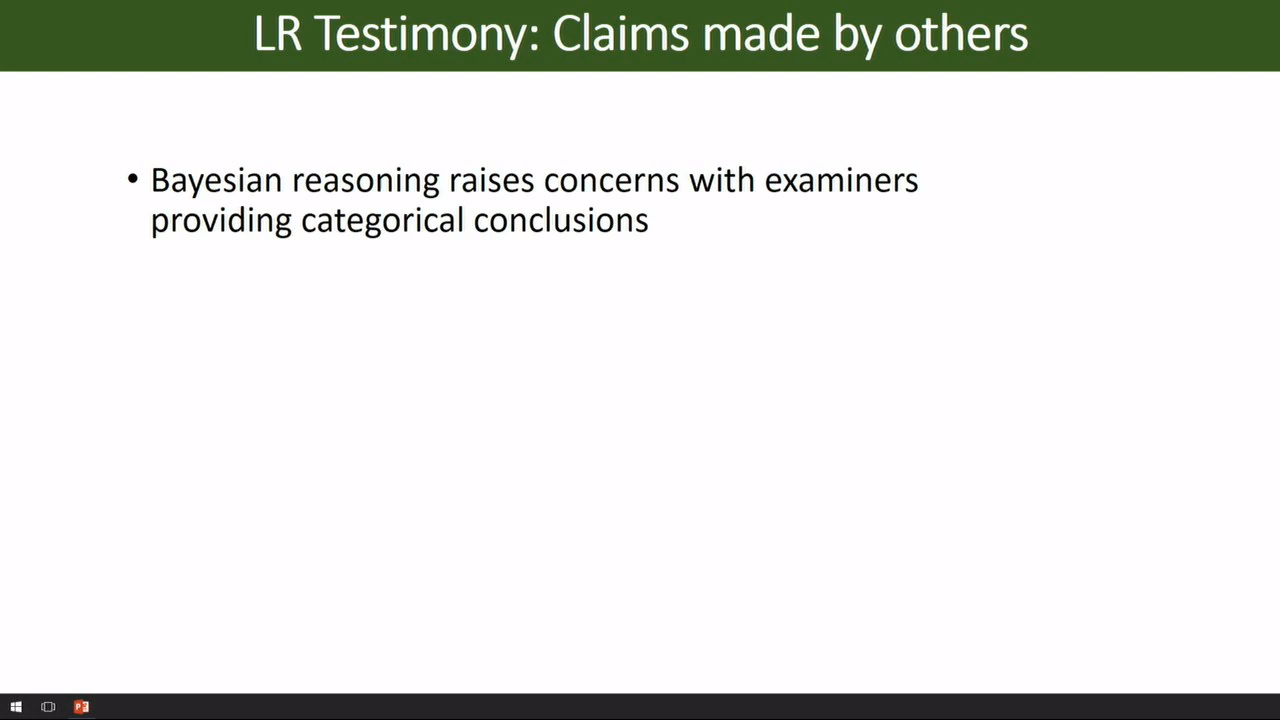 LR Testimony: Claims made by others
• Bayesian reasoning raises concerns with examiners
providing categorical conclusions